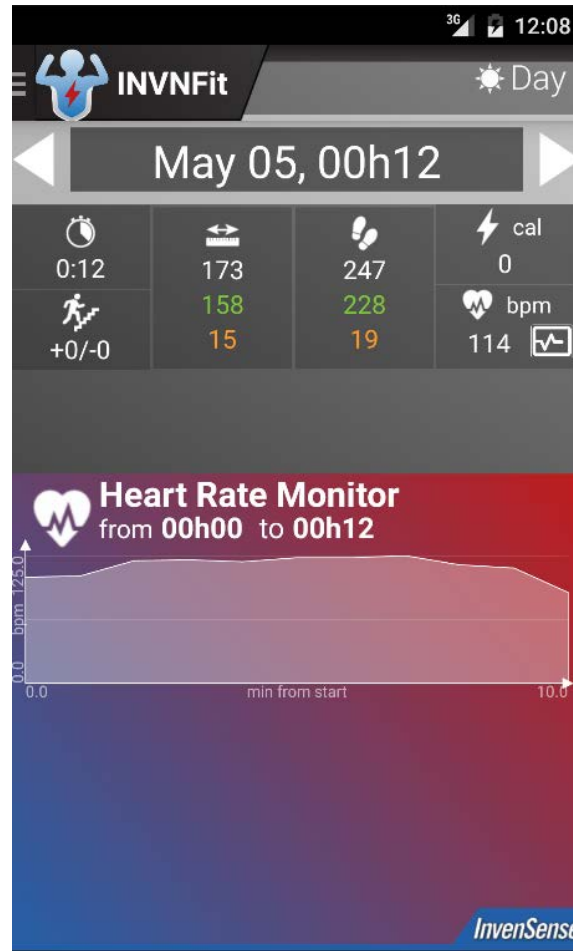 3G 12:08
INVNFit
Day
May 05, 00h12
0:12
+0/-0
173
158
15
247
228
19
cal
0
bpm
114
Heart Rate Monitor
from 00h00 to 00h12
125.0
bpm
0.0
0.0 min from start 10.0
InvenSense